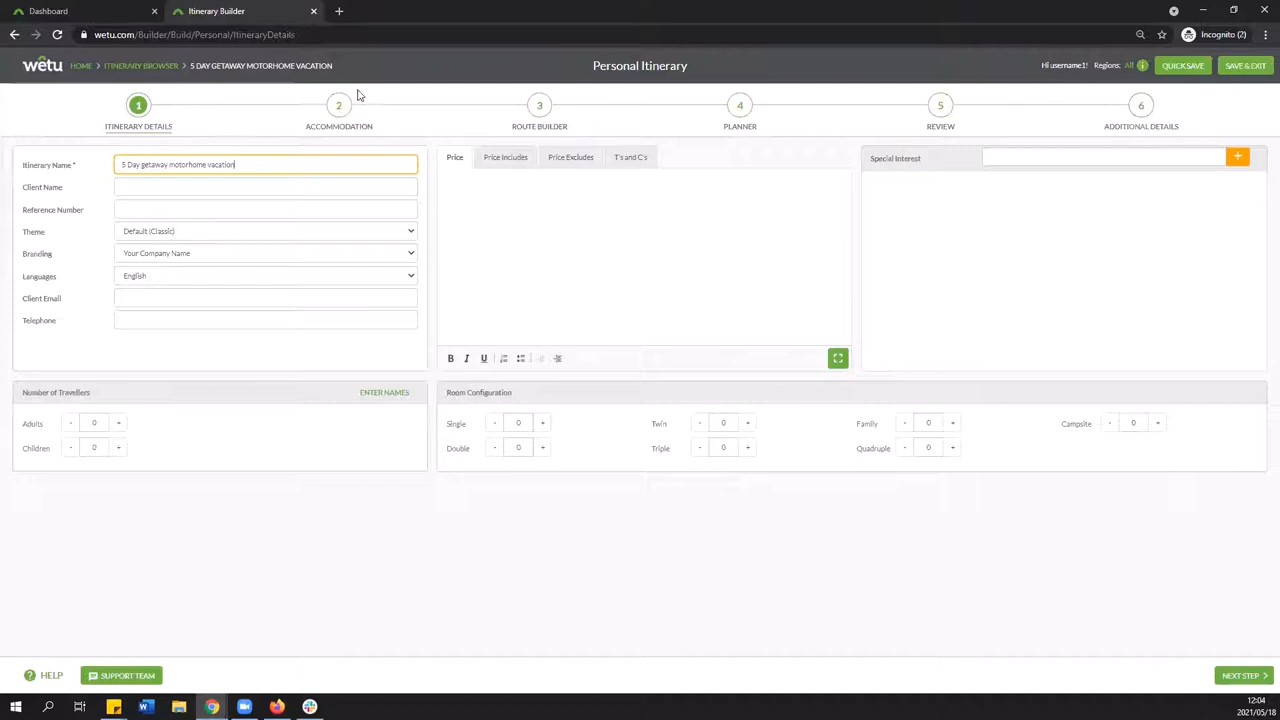 Dashboard
Itinerary Builder
wetu.com/Builder/Build/Personal/ItineraryDetails
Incognito (2)
wetu HOME > ITINERARY BROWSER > 5 DAY GETAWAY MOTORHOME VACATION
Personal Itinerary
Hi username1! Regions: All
QUICK SAVE
SAVE & EXIT
1 2 3 4 5 6
ITINERARY DETAILS ACCOMMODATION ROUTE BUILDER PLANNER REVIEW ADDITIONAL DETAILS
Itinerary Name * 5 Day getaway motorhome vacation
Client Name
Reference Number
Theme Default (Classic)
Branding Your Company Name
Languages English
Client Email
Telephone
Price Price Includes Price Excludes T's and C's
B I U
Special Interest +
Number of Travellers ENTER NAMES
Adults - 0 +
Children - 0 +
Room Configuration
Single - 0 + Twin - 0 + Family - 0 + Campsite - 0 +
Double - 0 + Triple - 0 + Quadruple - 0 +
? HELP SUPPORT TEAM NEXT STEP >
12:04
2021/05/18